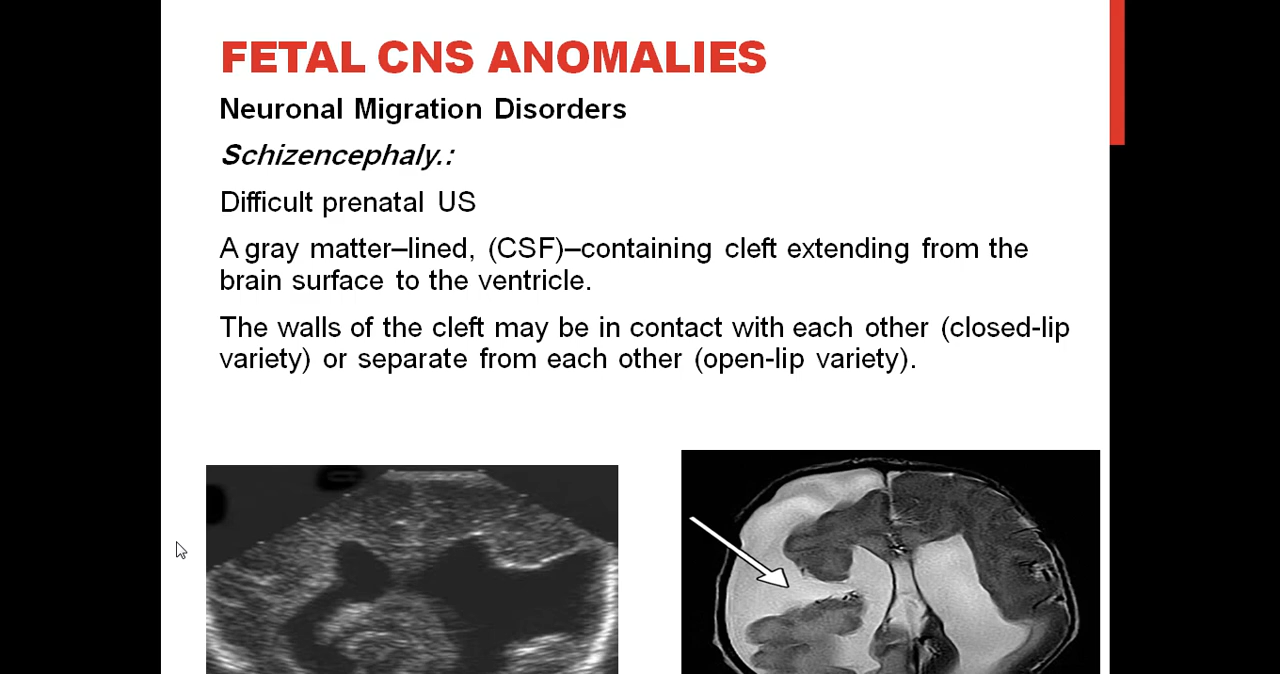 FETAL CNS ANOMALIES
Neuronal Migration Disorders
Schizencephaly.:
Difficult prenatal US
A gray matter–lined, (CSF)–containing cleft extending from the
brain surface to the ventricle.
The walls of the cleft may be in contact with each other (closed-lip
variety) or separate from each other (open-lip variety).